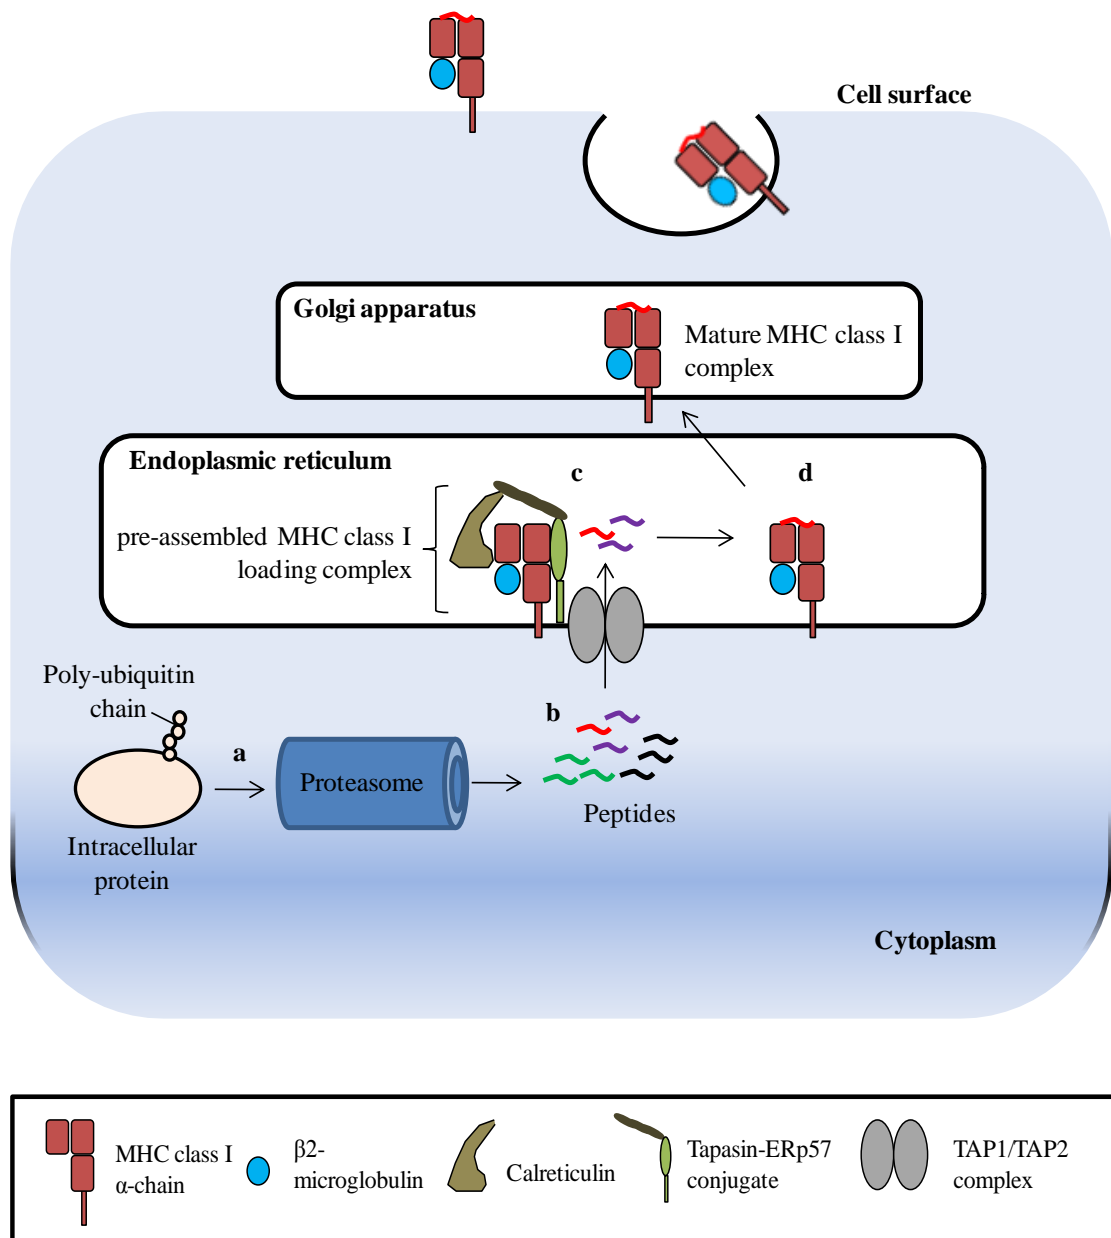 Cell surface
Golgi apparatus
Mature MHC class I
complex
Endoplasmic reticulum
c
d
pre-assembled MHC class I
loading complex
Poly-ubiquitin
chain
b
a
Proteasome
Peptides
Intracellular
protein
Cytoplasm
MHC class I
α-chain
β2-
microglobulin
Calreticulin
Tapasin-ERp57
conjugate
TAP1/TAP2
complex